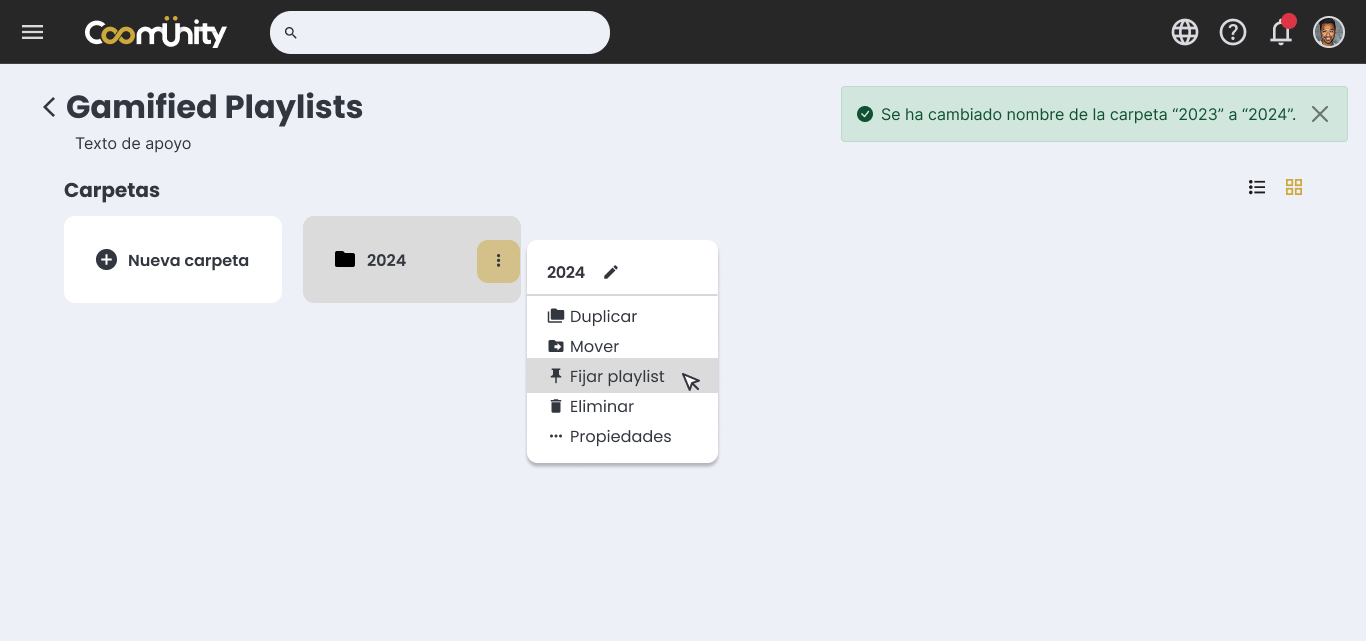 CoomÜnity
Gamified Playlists
Texto de apoyo
Se ha cambiado nombre de la carpeta “2023” a “2024”.
Carpetas
Nueva carpeta
2024
2024
Duplicar
Mover
Fijar playlist
Eliminar
Propiedades